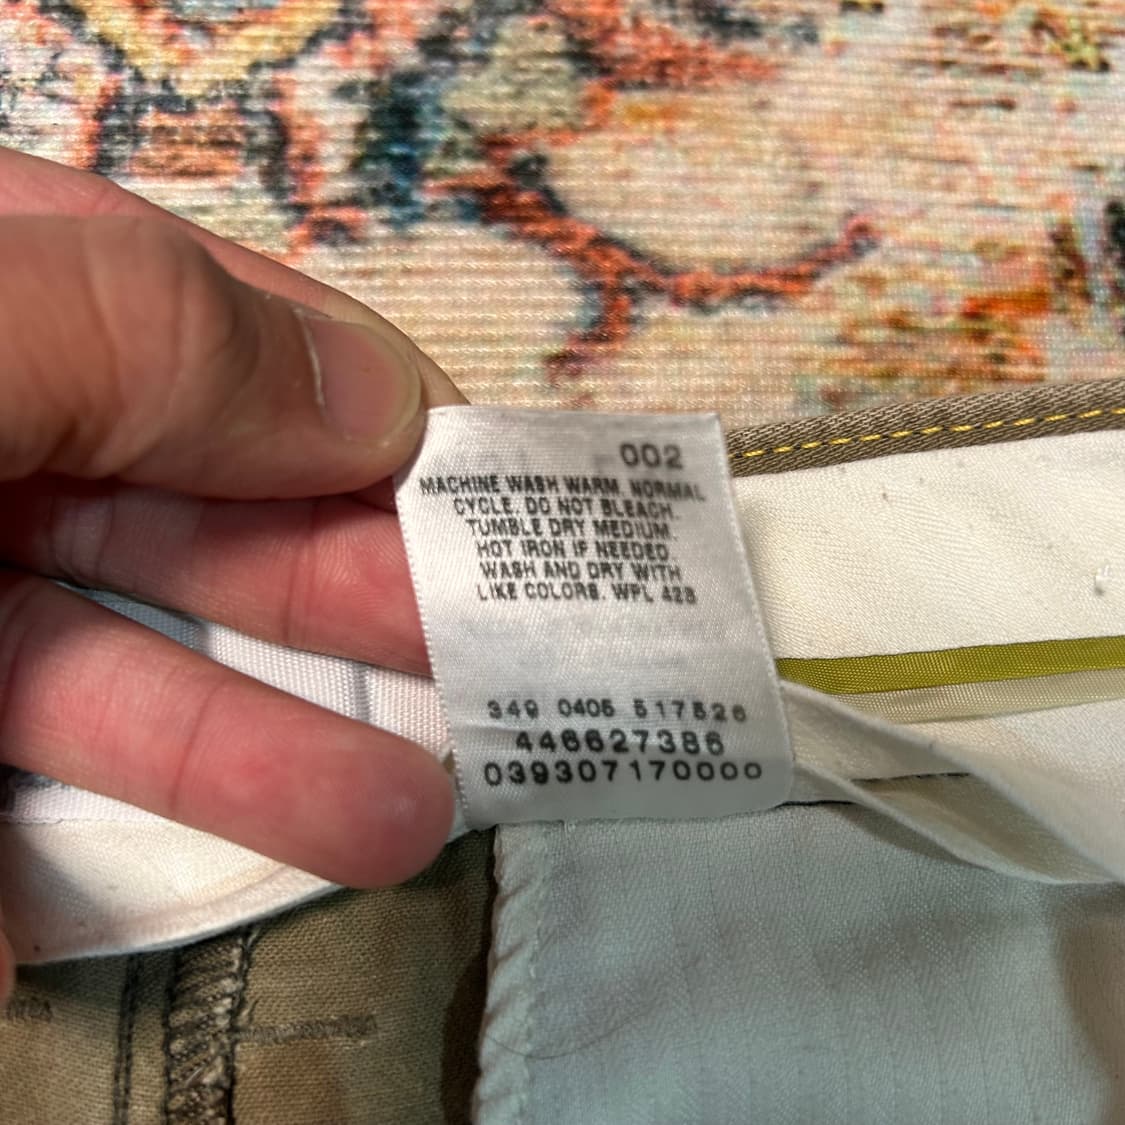 002
MACHINE WASH WARM, NORMAL
CYCLE. DO NOT BLEACH.
TUMBLE DRY MEDIUM.
HOT IRON IF NEEDED.
WASH AND DRY WITH
LIKE COLORS. WPL 423
349 0405 517526
446627386
039307170000